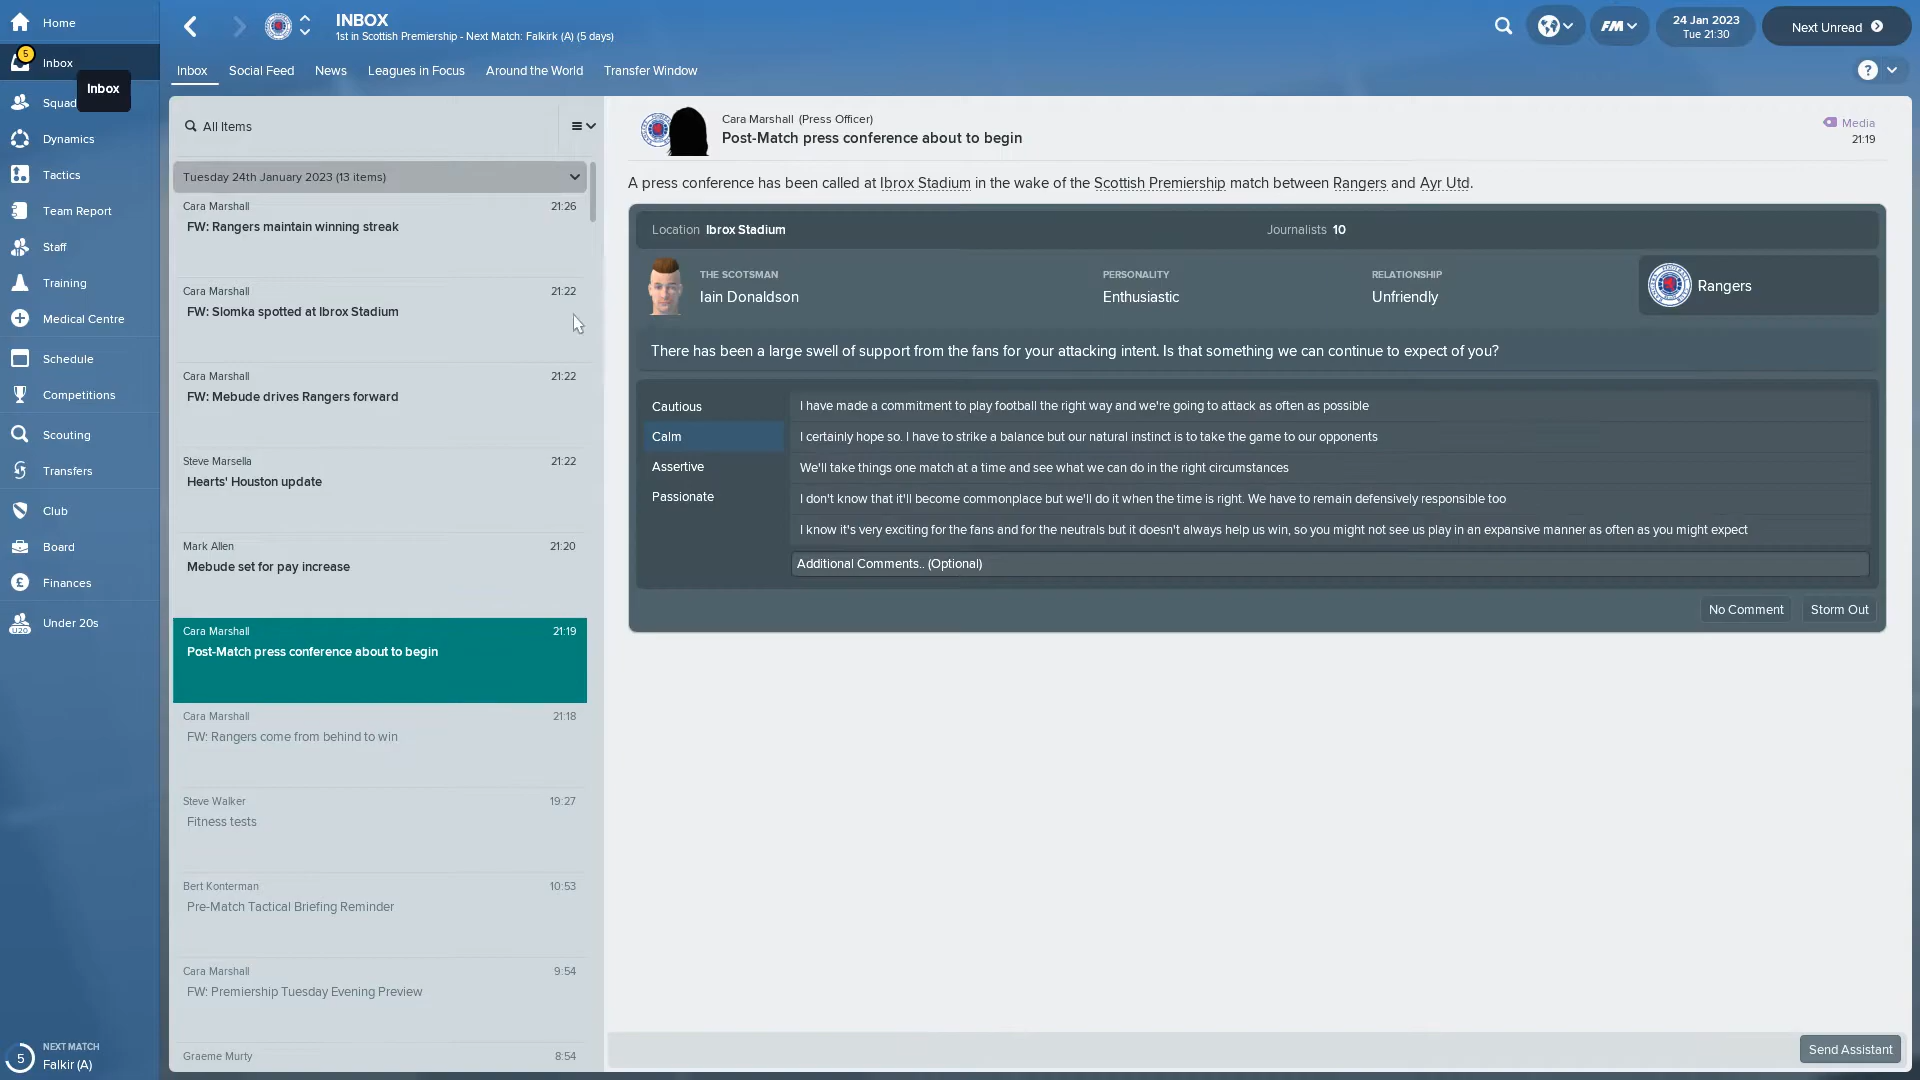 Home
5
Inbox
Inbox
Squad
Dynamics
Tactics
Team Report
Staff
Training
Medical Centre
Schedule
Competitions
Scouting
Transfers
Club
Board
Finances
Under 20s
U20
5
NEXT MATCH
Falkir (A)
INBOX
1st in Scottish Premiership - Next Match: Falkirk (A) (5 days)
FM
24 Jan 2023
Tue 21:30
Next Unread
Inbox Social Feed News Leagues in Focus Around the World Transfer Window
?
All Items
Tuesday 24th January 2023 (13 items)
Cara Marshall 21:26
FW: Rangers maintain winning streak
Cara Marshall 21:22
FW: Slomka spotted at Ibrox Stadium
Cara Marshall 21:22
FW: Mebude drives Rangers forward
Steve Marsella 21:22
Hearts' Houston update
Mark Allen 21:20
Mebude set for pay increase
Cara Marshall 21:19
Post-Match press conference about to begin
Cara Marshall 21:18
FW: Rangers come from behind to win
Steve Walker 19:27
Fitness tests
Bert Konterman 10:53
Pre-Match Tactical Briefing Reminder
Cara Marshall 9:54
FW: Premiership Tuesday Evening Preview
Graeme Murty 8:54
Cara Marshall (Press Officer)
Post-Match press conference about to begin
Media
21:19
A press conference has been called at Ibrox Stadium in the wake of the Scottish Premiership match between Rangers and Ayr Utd.
Location Ibrox Stadium Journalists 10
THE SCOTSMAN PERSONALITY RELATIONSHIP
Iain Donaldson Enthusiastic Unfriendly
Rangers
There has been a large swell of support from the fans for your attacking intent. Is that something we can continue to expect of you?
Cautious
Calm
Assertive
Passionate
I have made a commitment to play football the right way and we're going to attack as often as possible
I certainly hope so. I have to strike a balance but our natural instinct is to take the game to our opponents
We'll take things one match at a time and see what we can do in the right circumstances
I don't know that it'll become commonplace but we'll do it when the time is right. We have to remain defensively responsible too
I know it's very exciting for the fans and for the neutrals but it doesn't always help us win, so you might not see us play in an expansive manner as often as you might expect
Additional Comments.. (Optional)
No Comment Storm Out
Send Assistant